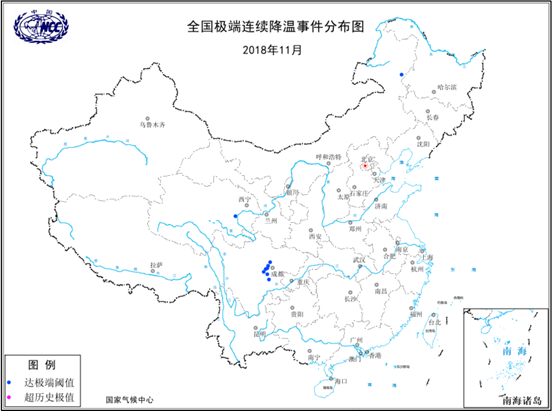 中国
NCC
全国极端连续降温事件分布图
2018年11月
哈尔滨
长春
乌鲁木齐
沈阳
呼和浩特
北京
天津
银川
石家庄
太原
西宁
济南
兰州
郑州
西安
南京
合肥
上海
成都
武汉
杭州
拉萨
重庆
东 海
南昌
长沙
贵阳
福州
昆明
台北
广州
南宁
香港
澳门
海口
南 海
图 例
达极端阈值
超历史极值
国家气候中心
南海诸岛